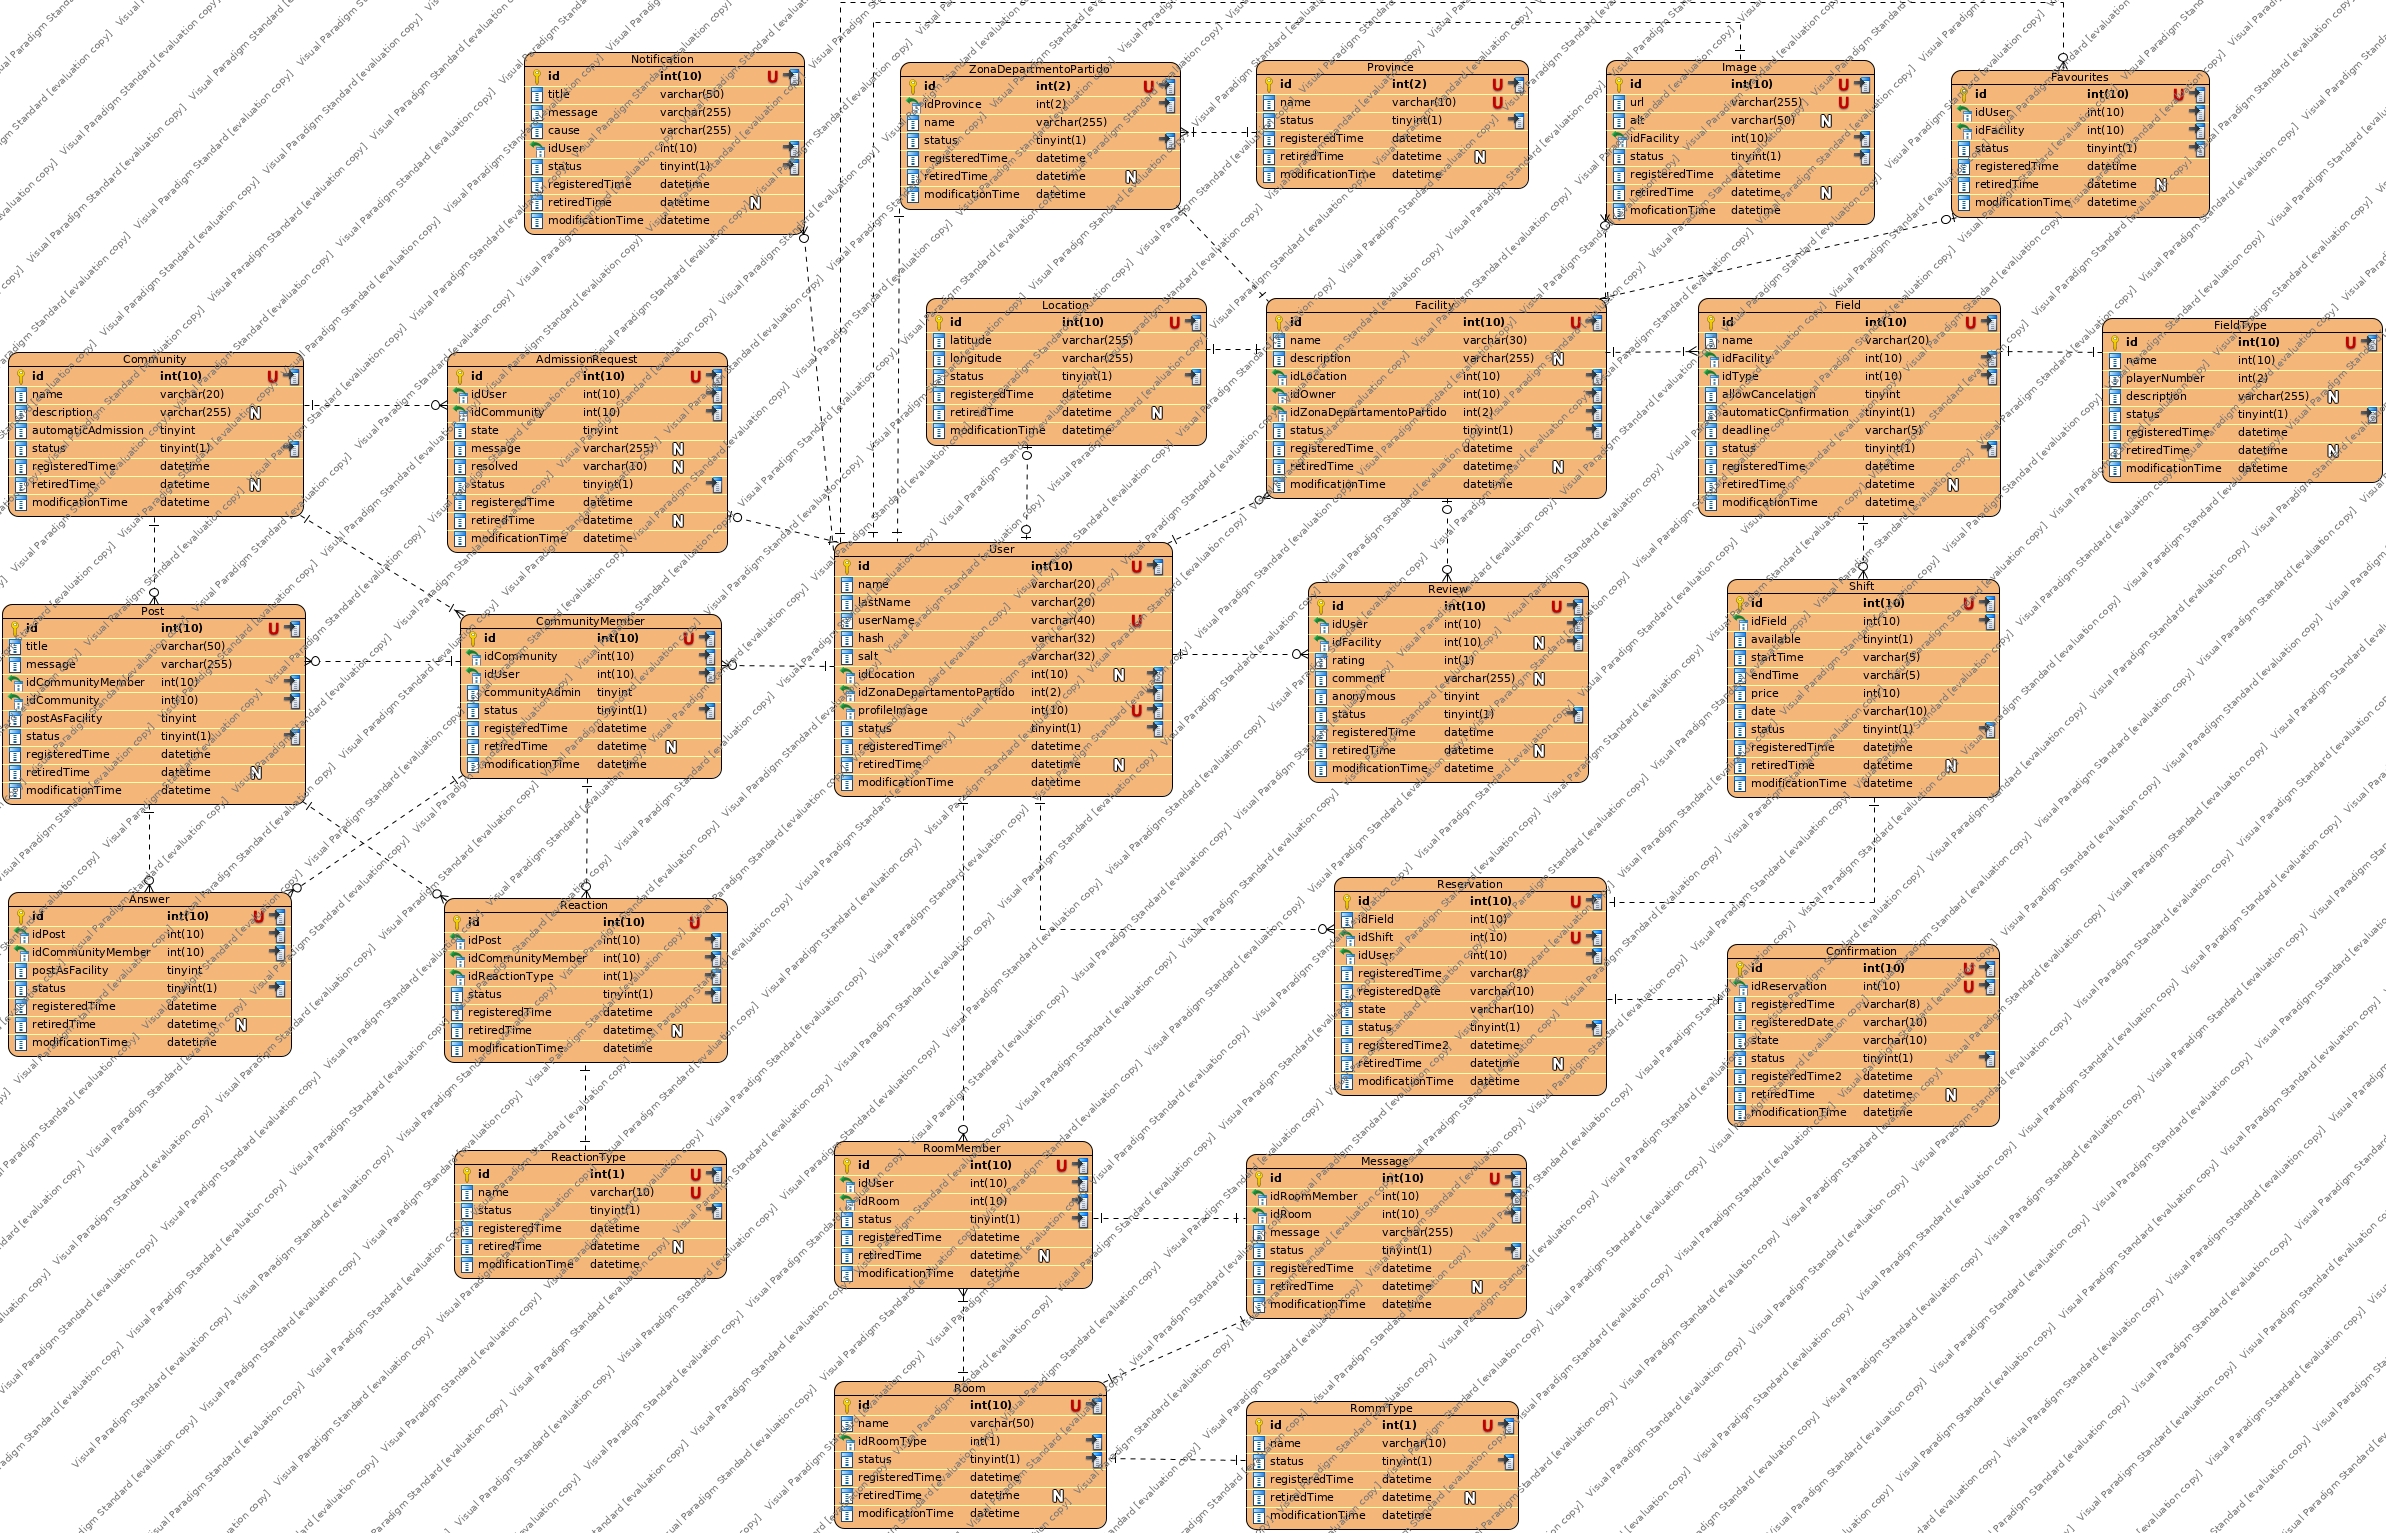 Notification
id int(10) U
title varchar(50)
message varchar(255)
cause varchar(255)
idUser int(10)
status tinyint(1)
registeredTime datetime
retiredTime datetime N
modificationTime datetime
ZonaDepartomentoPartido
id int(2) U
idProvince int(2)
name varchar(255)
status tinyint(1)
registeredTime datetime
retiredTime datetime N
modificationTime datetime
Province
id int(2) U
name varchar(10) U
status tinyint(1)
registeredTime datetime
retiredTime datetime N
modificationTime datetime
Image
id int(10) U
url varchar(255) U
alt varchar(50) N
idFacility int(10)
status tinyint(1)
registeredTime datetime
retiredTime datetime N
moficationTime datetime
Favourites
id int(10) U
idUser int(10)
idFacility int(10)
status tinyint(1)
registeredTime datetime
retiredTime datetime N
modificationTime datetime
Community
id int(10) U
name varchar(20)
description varchar(255) N
automaticAdmission tinyint
status tinyint(1)
registeredTime datetime
retiredTime datetime N
modificationTime datetime
AdmissionRequest
id int(10) U
idUser int(10)
idCommunity int(10)
state tinyint
message varchar(255) N
resolved varchar(10) N
status tinyint(1)
registeredTime datetime
retiredTime datetime N
modificationTime datetime
Location
id int(10) U
latitude varchar(255)
longitude varchar(255)
status tinyint(1)
registeredTime datetime
retiredTime datetime N
modificationTime datetime
Facility
id int(10) U
name varchar(30)
description varchar(255) N
idLocation int(10)
idOwner int(10)
idZonaDepartamentoPartido int(2)
status tinyint(1)
registeredTime datetime
retiredTime datetime N
modificationTime datetime
Field
id int(10) U
name varchar(20)
idFacility int(10)
idType int(10)
allowCancelation tinyint
automaticConfirmation tinyint(1)
deadline varchar(5)
status tinyint(1)
registeredTime datetime
retiredTime datetime N
modificationTime datetime
FieldType
id int(10) U
name int(10)
playerNumber int(2)
description varchar(255) N
status tinyint(1)
registeredTime datetime
retiredTime datetime N
modificationTime datetime
Post
id int(10) U
title varchar(50)
message varchar(255)
idCommunityMember int(10)
idCommunity int(10)
postAsFacility tinyint
status tinyint(1)
registeredTime datetime
retiredTime datetime N
modificationTime datetime
CommunityMember
id int(10) U
idCommunity int(10)
idUser int(10)
communityAdmin tinyint
status tinyint(1)
registeredTime datetime
retiredTime datetime N
modificationTime datetime
User
id int(10) U
name varchar(20)
lastName varchar(20)
userName varchar(40) U
hash varchar(32)
salt varchar(32)
idLocation int(10) N
idZonaDepartamentoPartido int(2)
profileImage int(10) U
status tinyint(1)
registeredTime datetime
retiredTime datetime N
modificationTime datetime
Review
id int(10) U
idUser int(10)
idFacility int(10) N
rating int(1)
comment varchar(255) N
anonymous tinyint
status tinyint(1)
registeredTime datetime
retiredTime datetime N
modificationTime datetime
Shift
id int(10) U
idField int(10)
available tinyint(1)
startTime varchar(5)
endTime varchar(5)
price int(10)
date varchar(10)
status tinyint(1)
registeredTime datetime
retiredTime datetime N
modificationTime datetime
Answer
id int(10) U
idPost int(10)
idCommunityMember int(10)
postAsFacility tinyint
status tinyint(1)
registeredTime datetime
retiredTime datetime N
modificationTime datetime
Reaction
id int(10) U
idPost int(10)
idCommunityMember int(10)
idReactionType int(1)
status tinyint(1)
registeredTime datetime
retiredTime datetime N
modificationTime datetime
Reservation
id int(10) U
idField int(10)
idShift int(10) U
idUser int(10)
registeredTime varchar(8)
registeredDate varchar(10)
state varchar(10)
status tinyint(1)
registeredTime2 datetime
retiredTime datetime N
modificationTime datetime
Confirmation
id int(10) U
idReservation int(10) U
registeredTime varchar(8)
registeredDate varchar(10)
state varchar(10)
status tinyint(1)
registeredTime2 datetime
retiredTime datetime N
modificationTime datetime
ReactionType
id int(1) U
name varchar(10) U
status tinyint(1)
registeredTime datetime
retiredTime datetime N
modificationTime datetime
RoomMember
id int(10) U
idUser int(10)
idRoom int(10)
status tinyint(1)
registeredTime datetime
retiredTime datetime N
modificationTime datetime
Message
id int(10) U
idRoomMember int(10)
idRoom int(10)
message varchar(255)
status tinyint(1)
registeredTime datetime
retiredTime datetime N
modificationTime datetime
Room
id int(10) U
name varchar(50)
idRoomType int(1)
status tinyint(1)
registeredTime datetime
retiredTime datetime N
modificationTime datetime
RommType
id int(1) U
name varchar(10)
status tinyint(1)
registeredTime datetime
retiredTime datetime N
modificationTime datetime
Visual Paradigm Standard [evaluation copy]